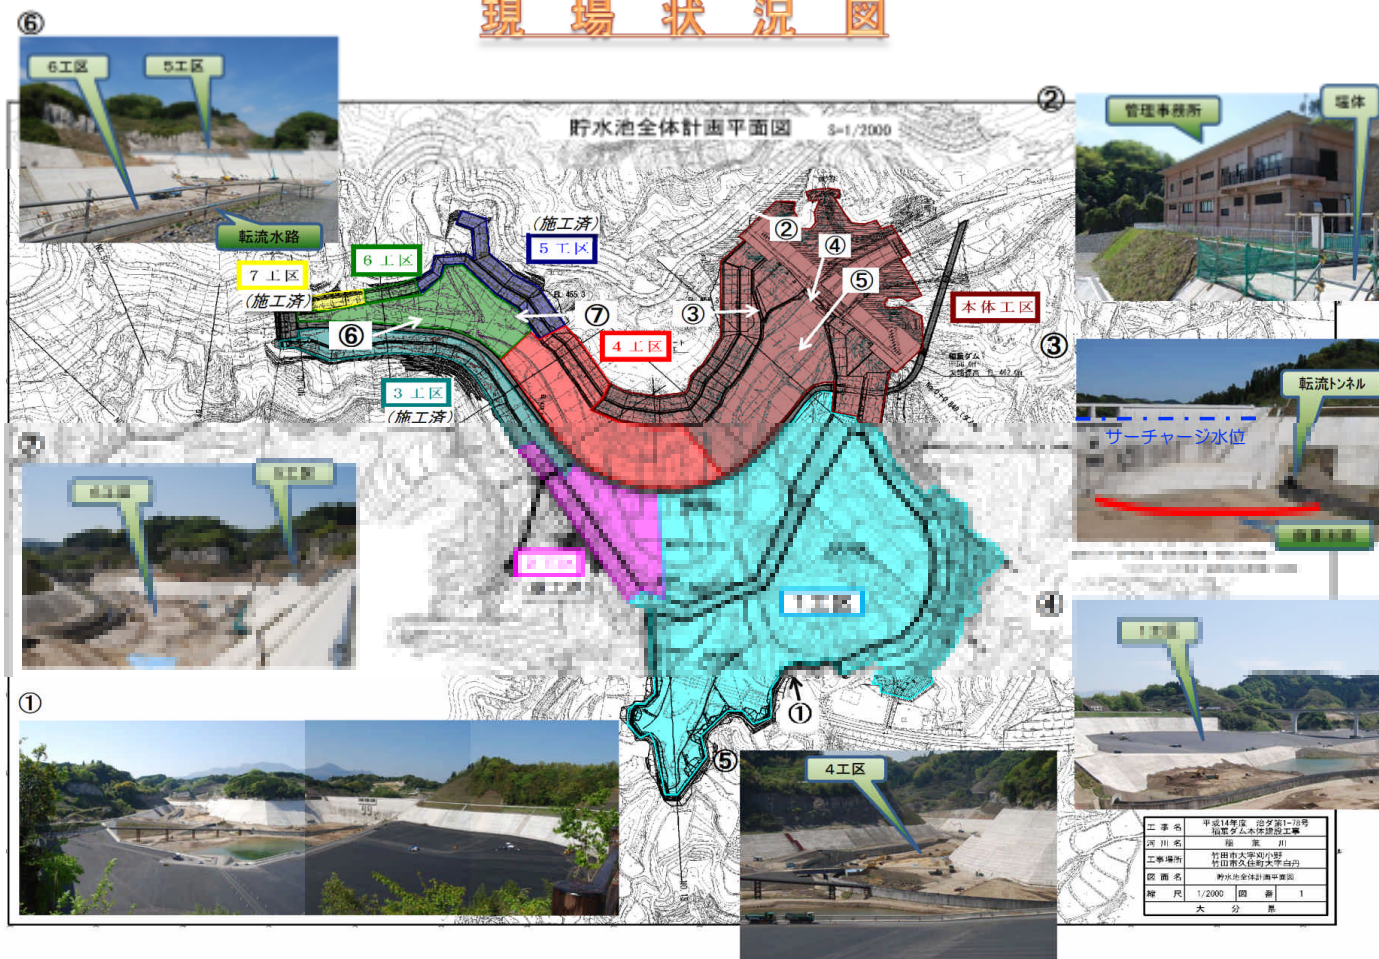 現場状況図
⑥
6工区
5工区
転流水路
貯水池全体計画平面図 S=1/2000
②
管理事務所
堤体
7工区
(施工済)
6工区
(施工済)
5工区
②
④
⑤
③
⑥
⑦
4工区
本体工区
3工区
(施工済)
③
転流トンネル
サーチャージ水位
1工区
④
1工区
①
①
⑤
4工区
工事名 平成14年度 治ダ第1-78号
稲葉ダム本体建設工事
河川名 稲葉川
工事場所 竹田市大字刈小野
竹田市久住町大字白丹
図面名 貯水池全体計画平面図
縮尺 1/2000 図番 1
大分県